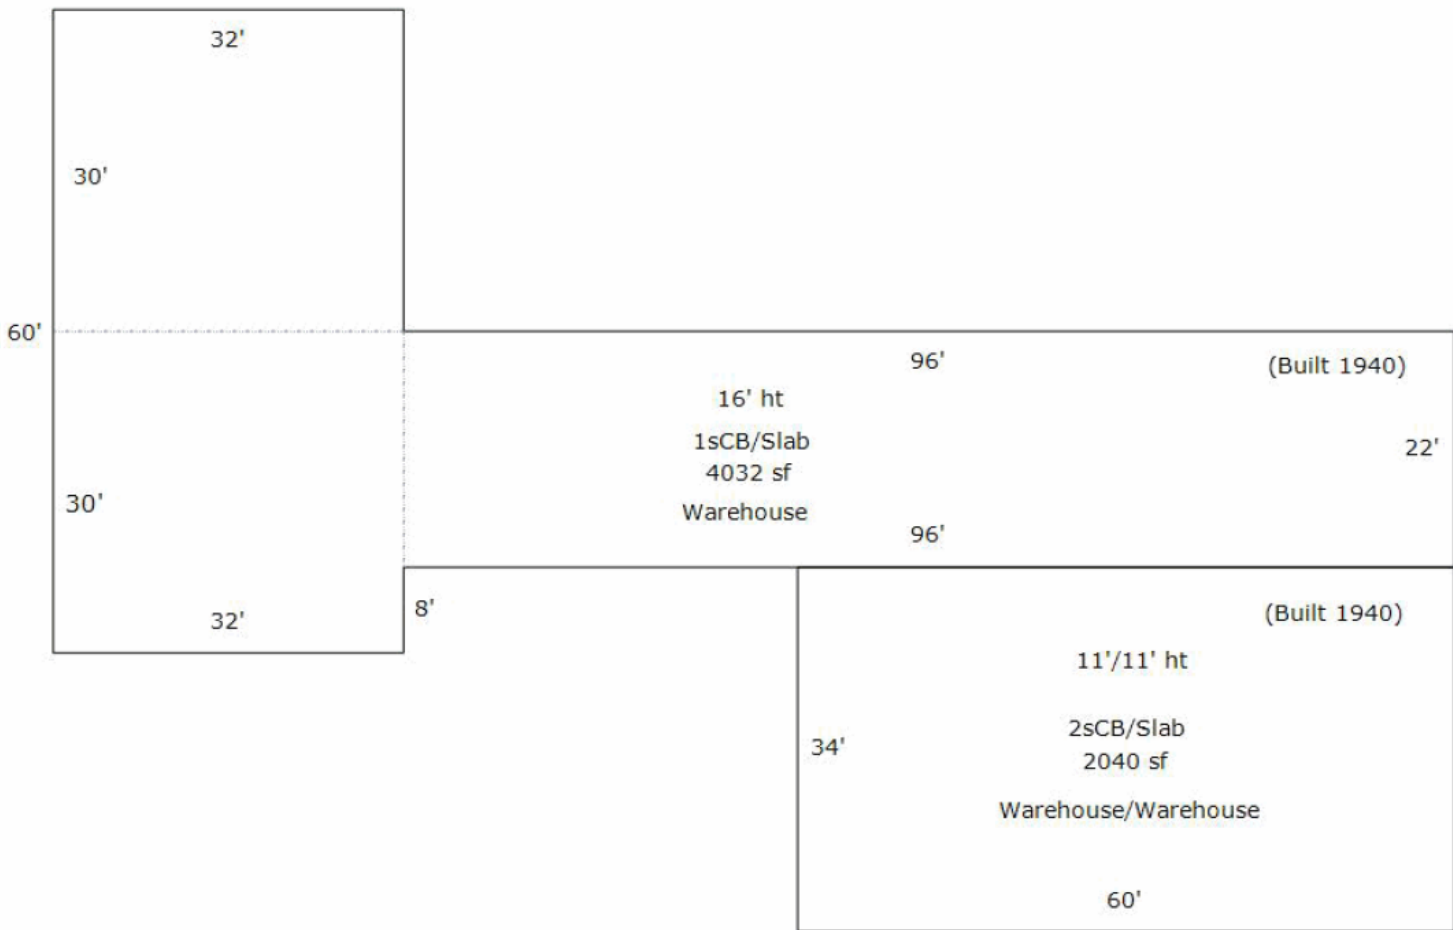 32'
30'
60'
96'
(Built 1940)
16' ht
1sCB/Slab
4032 sf
Warehouse
22'
30'
96'
32'
8'
(Built 1940)
11'/11' ht
2sCB/Slab
2040 sf
34'
Warehouse/Warehouse
60'